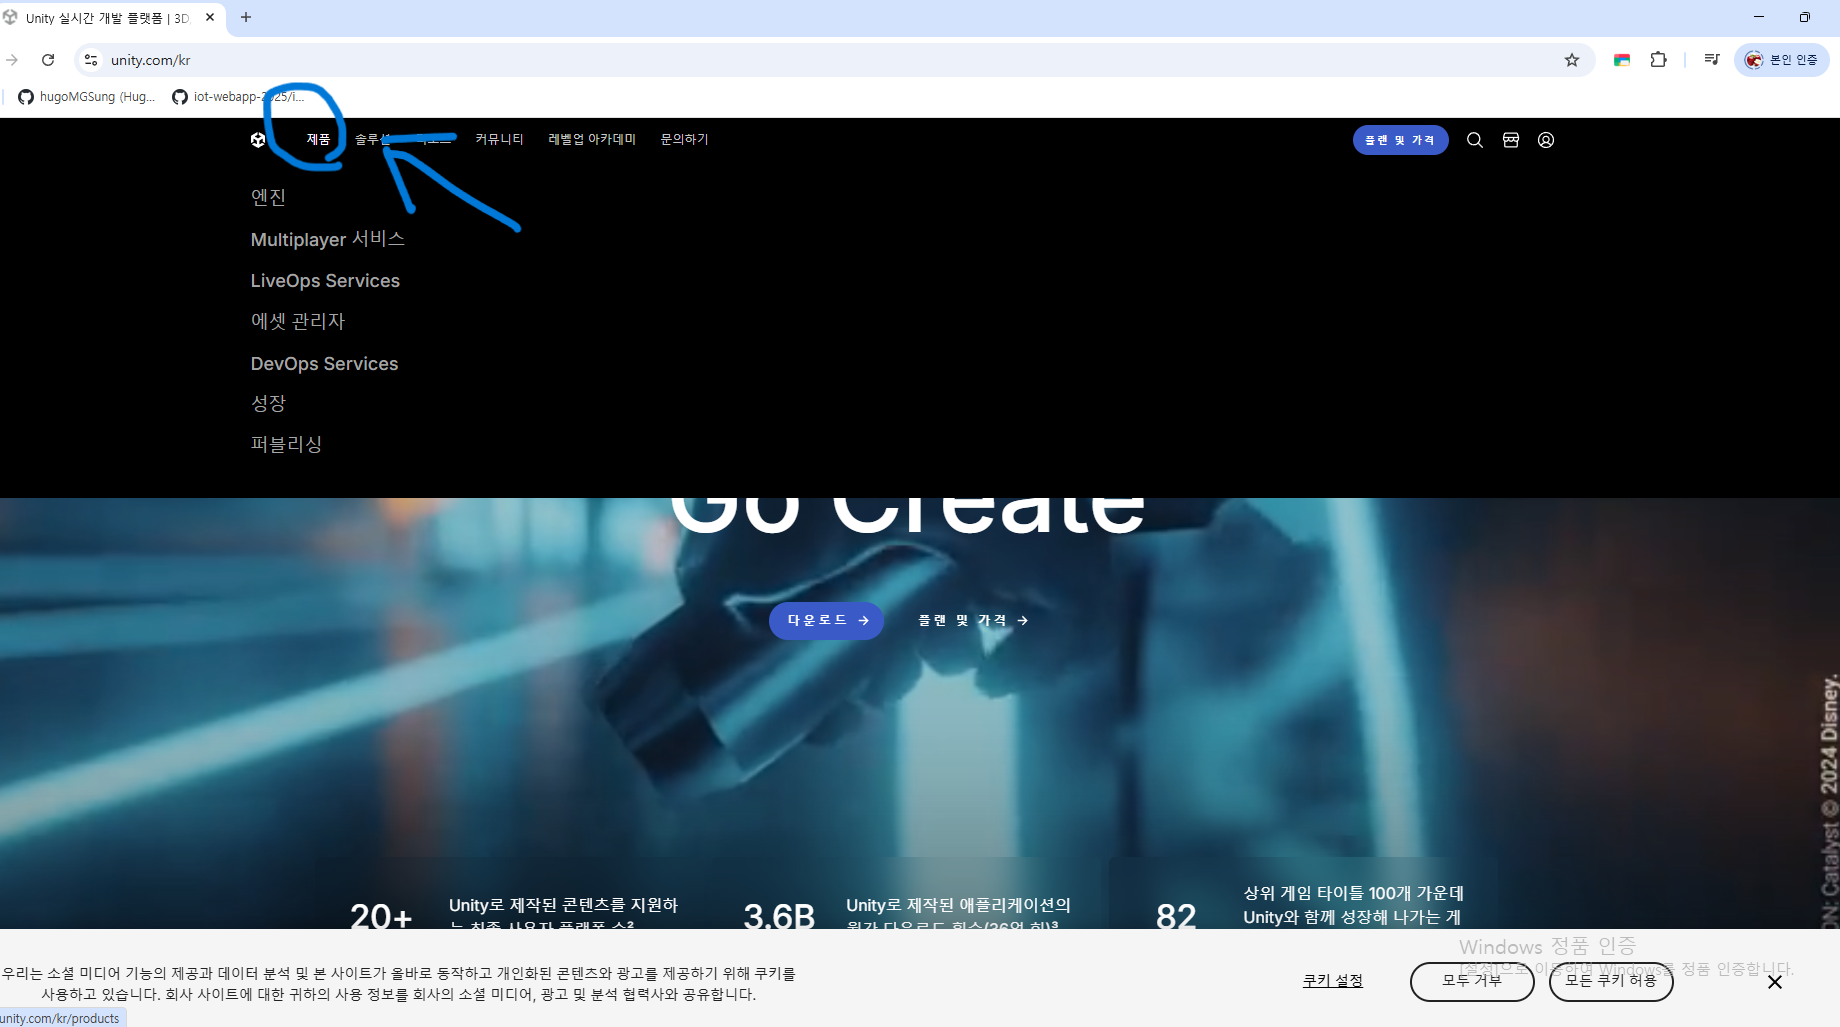 Unity 실시간 개발 플랫폼 | 3D
unity.com/kr
본인 인증
hugoMGSung (Hug...
iot-webapp-2025/i...
제품 솔루션 커뮤니티 레벨업 아카데미 문의하기
플랜 및 가격
엔진
Multiplayer 서비스
LiveOps Services
에셋 관리자
DevOps Services
성장
퍼블리싱
Go Create
다운로드 →
플랜 및 가격 →
20+
Unity로 제작된 콘텐츠를 지원하
는 최종 사용자 플랫폼 수²
3.6B
Unity로 제작된 애플리케이션의
월간 다운로드 횟수(36억 회)³
82
상위 게임 타이틀 100개 가운데
Unity와 함께 성장해 나가는 게
ON: Catalyst © 2024 Disney.
우리는 소셜 미디어 기능의 제공과 데이터 분석 및 본 사이트가 올바로 동작하고 개인화된 콘텐츠와 광고를 제공하기 위해 쿠키를
사용하고 있습니다. 회사 사이트에 대한 귀하의 사용 정보를 회사의 소셜 미디어, 광고 및 분석 협력사와 공유합니다.
쿠키 설정
모두 거부
모든 쿠키 허용
Windows 정품 인증
[설정]으로 이동하여 Windows를 정품 인증합니다.
unity.com/kr/products